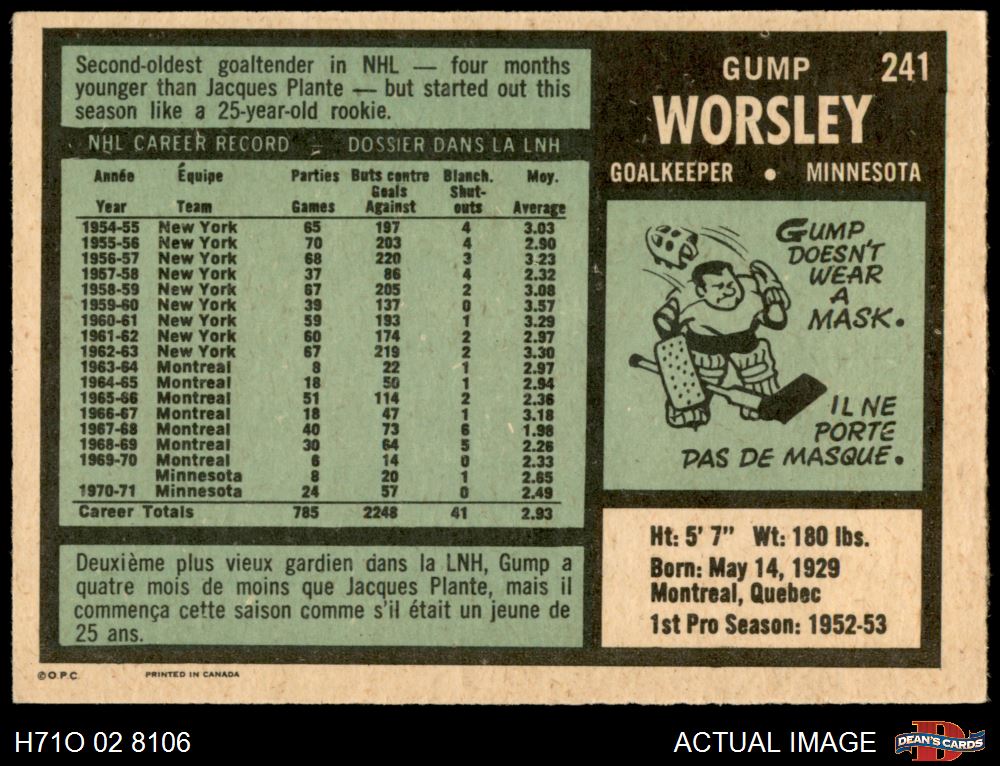 Second-oldest goaltender in NHL — four months
younger than Jacques Plante — but started out this
season like a 25-year-old rookie.
NHL CAREER RECORD – DOSSIER DANS LA LNH
Année Équipe Parties Buts contre Blanch. Moy.
Goals Shut-
Year Team Games Against outs Average
1954-55 New York 65 197 4 3.03
1955-56 New York 70 203 4 2.90
1956-57 New York 68 220 3 3.23
1957-58 New York 37 86 4 2.32
1958-59 New York 67 205 2 3.08
1959-60 New York 39 137 0 3.57
1960-61 New York 59 193 1 3.29
1961-62 New York 60 174 2 2.97
1962-63 New York 67 219 2 3.30
1963-64 Montreal 8 22 1 2.97
1964-65 Montreal 18 50 1 2.94
1965-66 Montreal 51 114 2 2.36
1966-67 Montreal 18 47 1 3.18
1967-68 Montreal 40 73 6 1.98
1968-69 Montreal 30 64 5 2.26
1969-70 Montreal 6 14 0 2.33
Minnesota 8 20 1 2.65
1970-71 Minnesota 24 57 0 2.49
Career Totals 785 2248 41 2.93
Deuxième plus vieux gardien dans la LNH, Gump a
quatre mois de moins que Jacques Plante, mais il
commença cette saison comme s'il était un jeune de
25 ans.
GUMP 241
WORSLEY
GOALKEEPER • MINNESOTA
GUMP
DOESN'T
WEAR
A
MASK.
IL NE
PORTE
PAS DE MASQUE.
Ht: 5' 7" Wt: 180 lbs.
Born: May 14, 1929
Montreal, Quebec
1st Pro Season: 1952-53
© O.P.C. PRINTED IN CANADA
H71O 02 8106 ACTUAL IMAGE DEAN'S CARDS